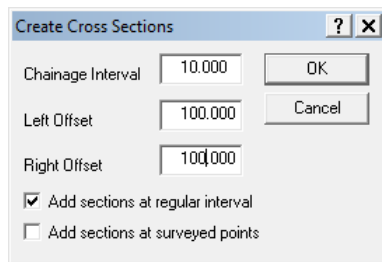 Create Cross Sections ? X
Chainage Interval 10.000 OK
Left Offset 100.000 Cancel
Right Offset 100.000
Add sections at regular interval
Add sections at surveyed points